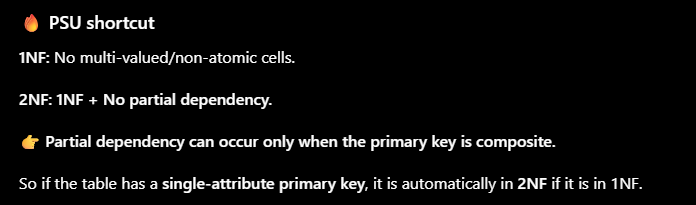 🔥 PSU shortcut
1NF: No multi-valued/non-atomic cells.
2NF: 1NF + No partial dependency.
👉 Partial dependency can occur only when the primary key is composite.
So if the table has a single-attribute primary key, it is automatically in 2NF if it is in 1NF.